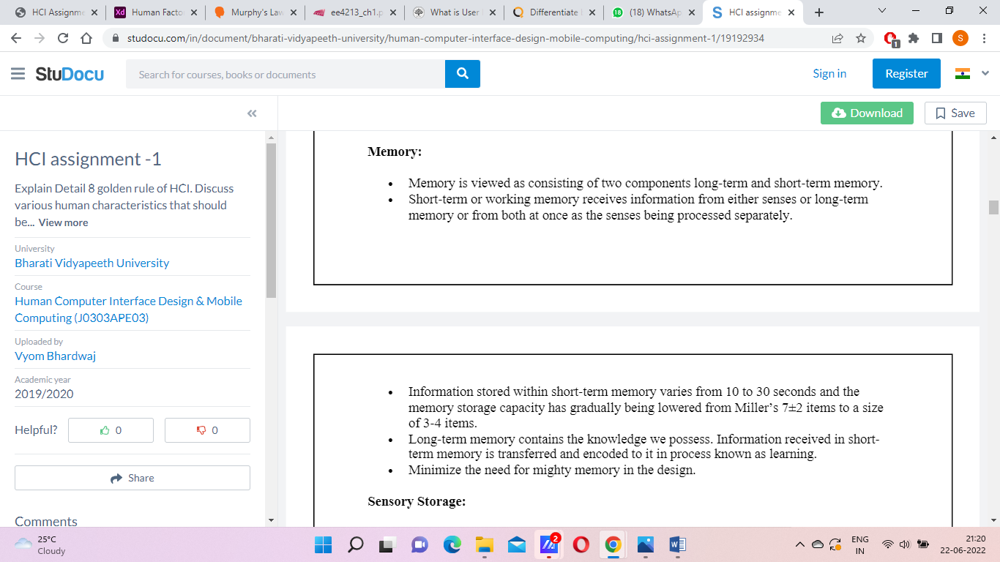 HCI Assignme
Human Facto
Murphy's Law
ee4213_ch1.p
What is User
Differentiate
(18) WhatsAp
HCI assignme
studocu.com/in/document/bharati-vidyapeeth-university/human-computer-interface-design-mobile-computing/hci-assignment-1/19192934
1
S
StuDocu
Search for courses, books or documents
Sign in
Register
Download
Save
HCI assignment -1
Explain Detail 8 golden rule of HCI. Discuss
various human characteristics that should
be... View more
University
Bharati Vidyapeeth University
Course
Human Computer Interface Design & Mobile
Computing (J0303APE03)
Uploaded by
Vyom Bhardwaj
Academic year
2019/2020
Helpful?
0
0
Share
Comments
Memory:
• Memory is viewed as consisting of two components long-term and short-term memory.
• Short-term or working memory receives information from either senses or long-term
memory or from both at once as the senses being processed separately.
• Information stored within short-term memory varies from 10 to 30 seconds and the
memory storage capacity has gradually being lowered from Miller's 7±2 items to a size
of 3-4 items.
• Long-term memory contains the knowledge we possess. Information received in short-
term memory is transferred and encoded to it in process known as learning.
• Minimize the need for mighty memory in the design.
Sensory Storage:
25°C
Cloudy
2
ENG
IN
21:20
22-06-2022